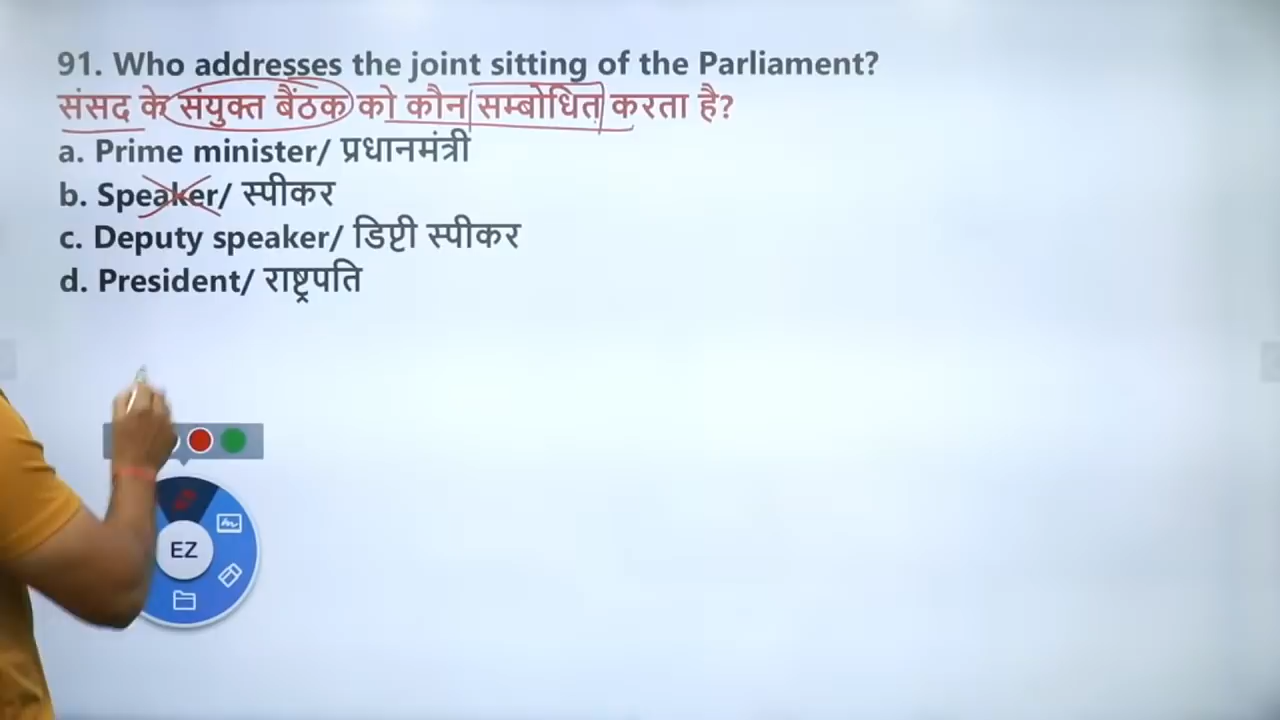 91. Who addresses the joint sitting of the Parliament?
संसद के संयुक्त बैंठक को कौन सम्बोधित करता है?
a. Prime minister/ प्रधानमंत्री
b. Speaker/ स्पीकर
c. Deputy speaker/ डिप्टी स्पीकर
d. President/ राष्ट्रपति
EZ